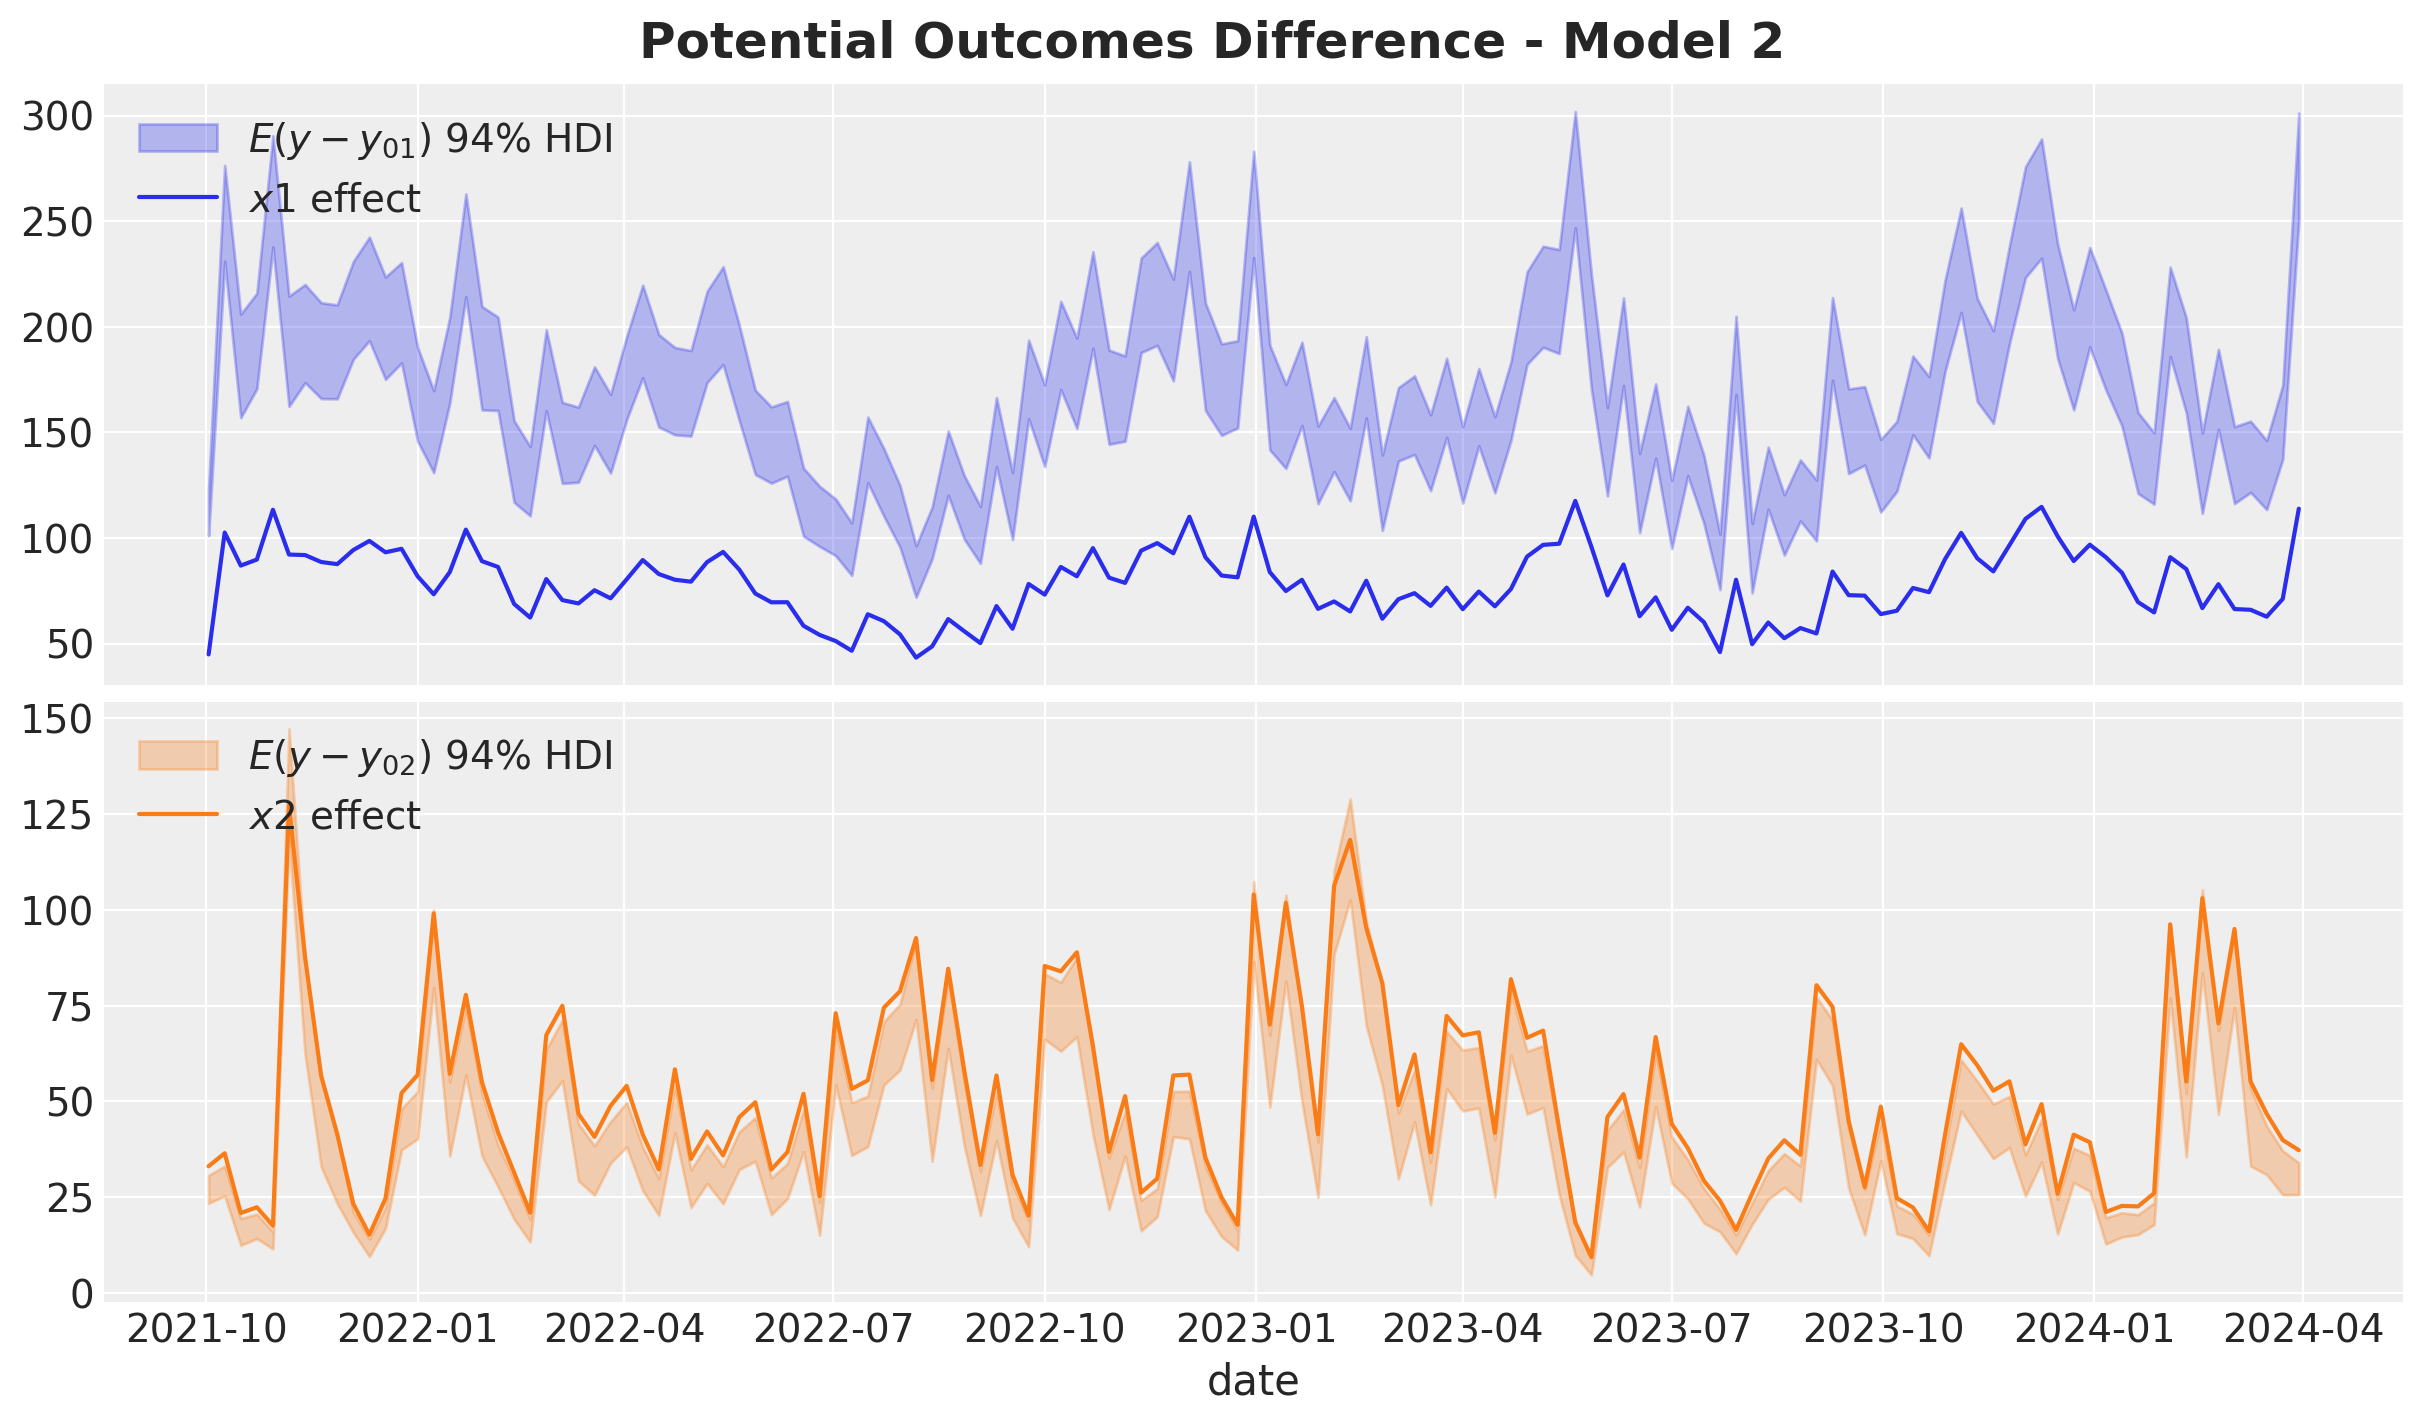 Potential Outcomes Difference - Model 2
300
250
200
150
100
50
E(y − y₀₁) 94% HDI
x1 effect
150
125
100
75
50
25
0
E(y − y₀₂) 94% HDI
x2 effect
2021-10 2022-01 2022-04 2022-07 2022-10 2023-01 2023-04 2023-07 2023-10 2024-01 2024-04
date